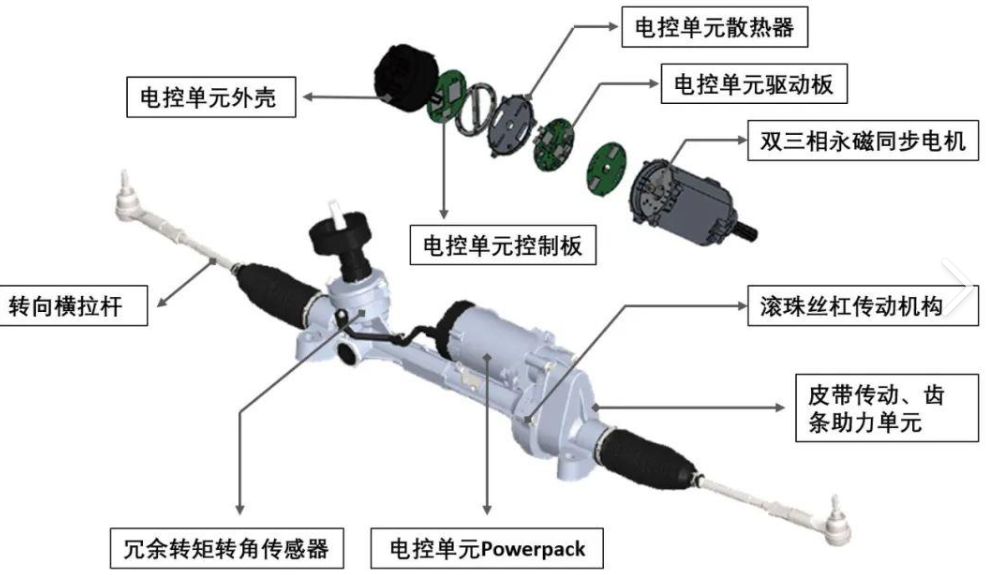 电控单元散热器
电控单元外壳
电控单元驱动板
双三相永磁同步电机
电控单元控制板
转向横拉杆
滚珠丝杠传动机构
皮带传动、齿
条助力单元
冗余转矩转角传感器
电控单元Powerpack